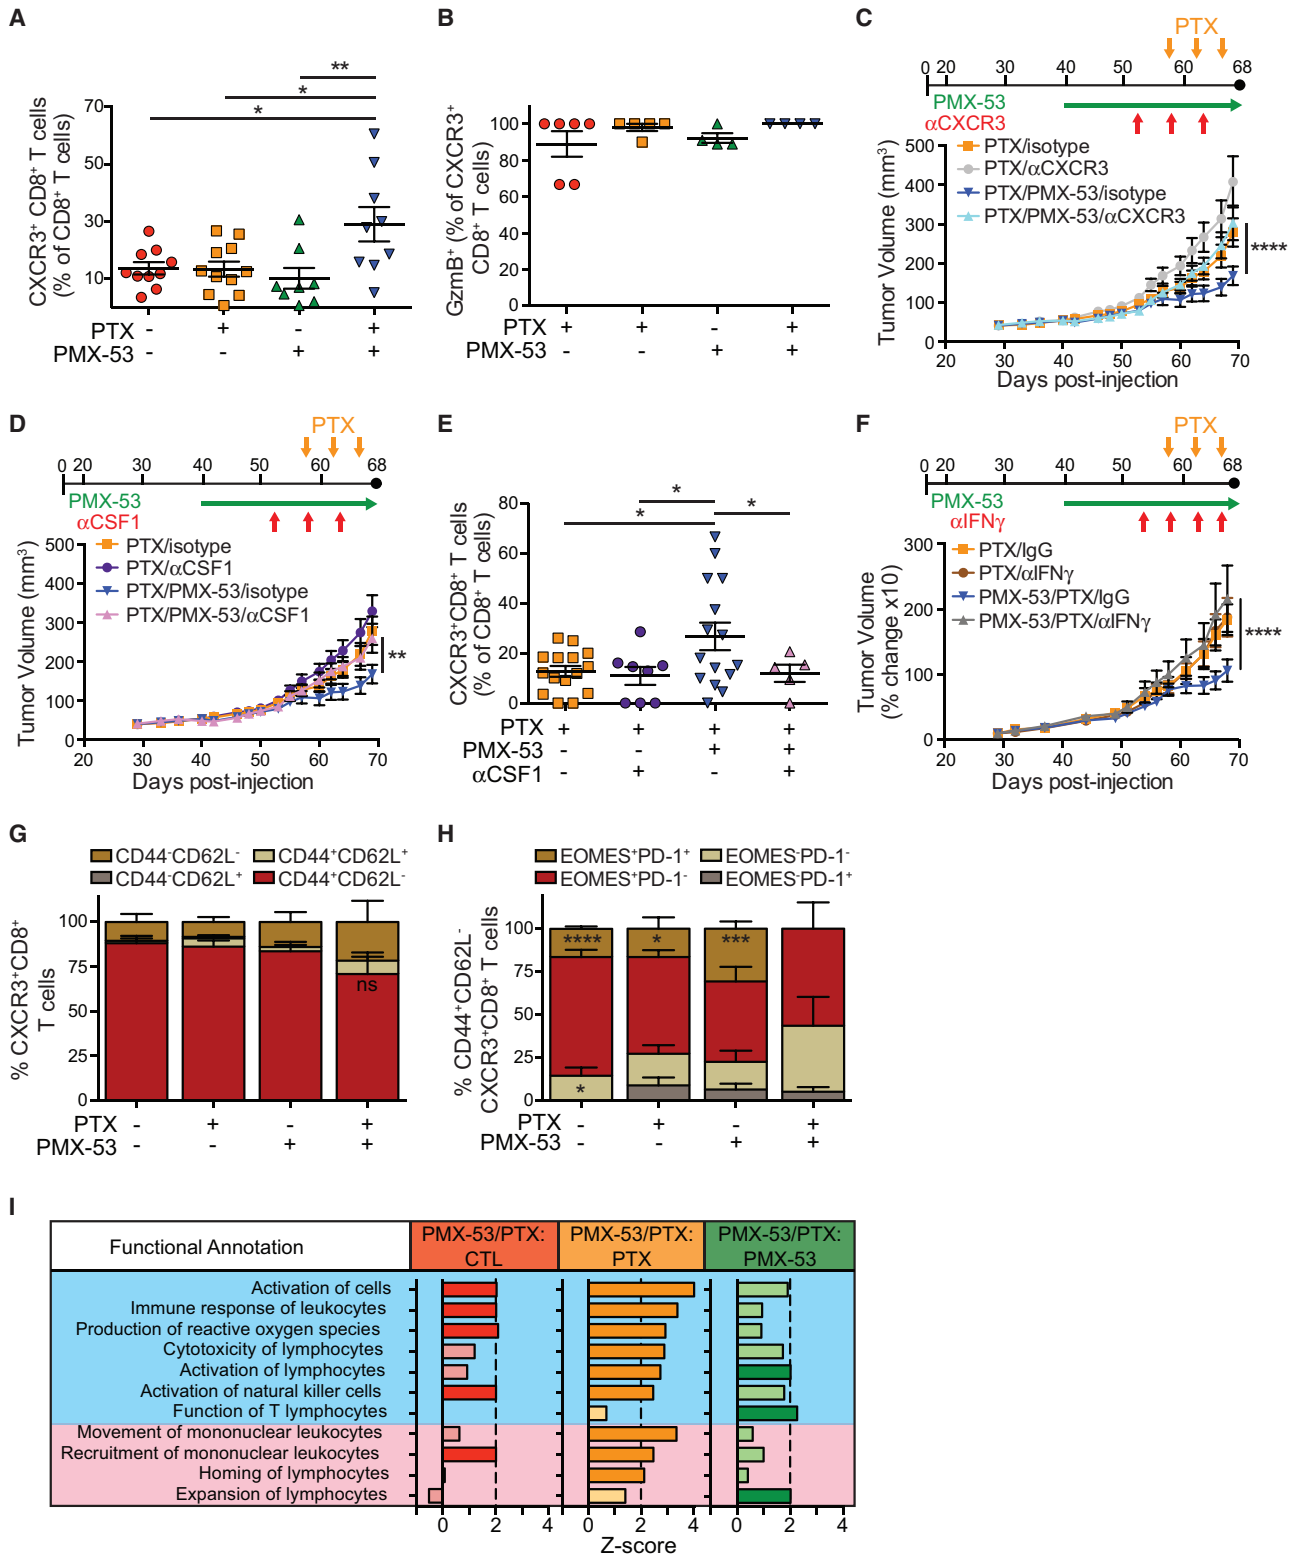 A
CXCR3⁺ CD8⁺ T cells
(% of CD8⁺ T cells)
70
50
30
10
**
*
*
PTX - + - +
PMX-53 - - + +
B
GzmB⁺ (% of CXCR3⁺
CD8⁺ T cells)
100
80
60
40
20
0
PTX + + - +
PMX-53 - - + +
C
PTX
0 20 30 40 50 60 68
PMX-53
αCXCR3
PTX/isotype
PTX/αCXCR3
PTX/PMX-53/isotype
PTX/PMX-53/αCXCR3
Tumor Volume (mm³)
500
400
300
200
100
0
****
20 30 40 50 60 70
Days post-injection
D
PTX
0 20 30 40 50 60 68
PMX-53
αCSF1
PTX/isotype
PTX/αCSF1
PTX/PMX-53/isotype
PTX/PMX-53/αCSF1
Tumor Volume (mm³)
500
400
300
200
100
0
**
20 30 40 50 60 70
Days post-injection
E
CXCR3⁺CD8⁺ T cells
(% of CD8⁺ T cells)
80
60
40
20
0
*
*
*
PTX + + + +
PMX-53 - - + +
αCSF1 - + - +
F
PTX
0 20 30 40 50 60 68
PMX-53
αIFNγ
PTX/IgG
PTX/αIFNγ
PMX-53/PTX/IgG
PMX-53/PTX/αIFNγ
Tumor Volume
(% change x10)
300
200
100
0
****
20 30 40 50 60 70
Days post-injection
G
CD44⁻CD62L⁻ CD44⁺CD62L⁺
CD44⁻CD62L⁺ CD44⁺CD62L⁻
% CXCR3⁺CD8⁺
T cells
100
75
50
25
0
ns
PTX - + - +
PMX-53 - - + +
H
EOMES⁺PD-1⁺ EOMES⁻PD-1⁻
EOMES⁺PD-1⁻ EOMES⁻PD-1⁺
% CD44⁺CD62L⁻
CXCR3⁺CD8⁺ T cells
100
75
50
25
0
**** * ***
*
PTX - + - +
PMX-53 - - + +
I
Functional Annotation
PMX-53/PTX:
CTL
PMX-53/PTX:
PTX
PMX-53/PTX:
PMX-53
Activation of cells
Immune response of leukocytes
Production of reactive oxygen species
Cytotoxicity of lymphocytes
Activation of lymphocytes
Activation of natural killer cells
Function of T lymphocytes
Movement of mononuclear leukocytes
Recruitment of mononuclear leukocytes
Homing of lymphocytes
Expansion of lymphocytes
0 2 4 0 2 4 0 2 4
Z-score